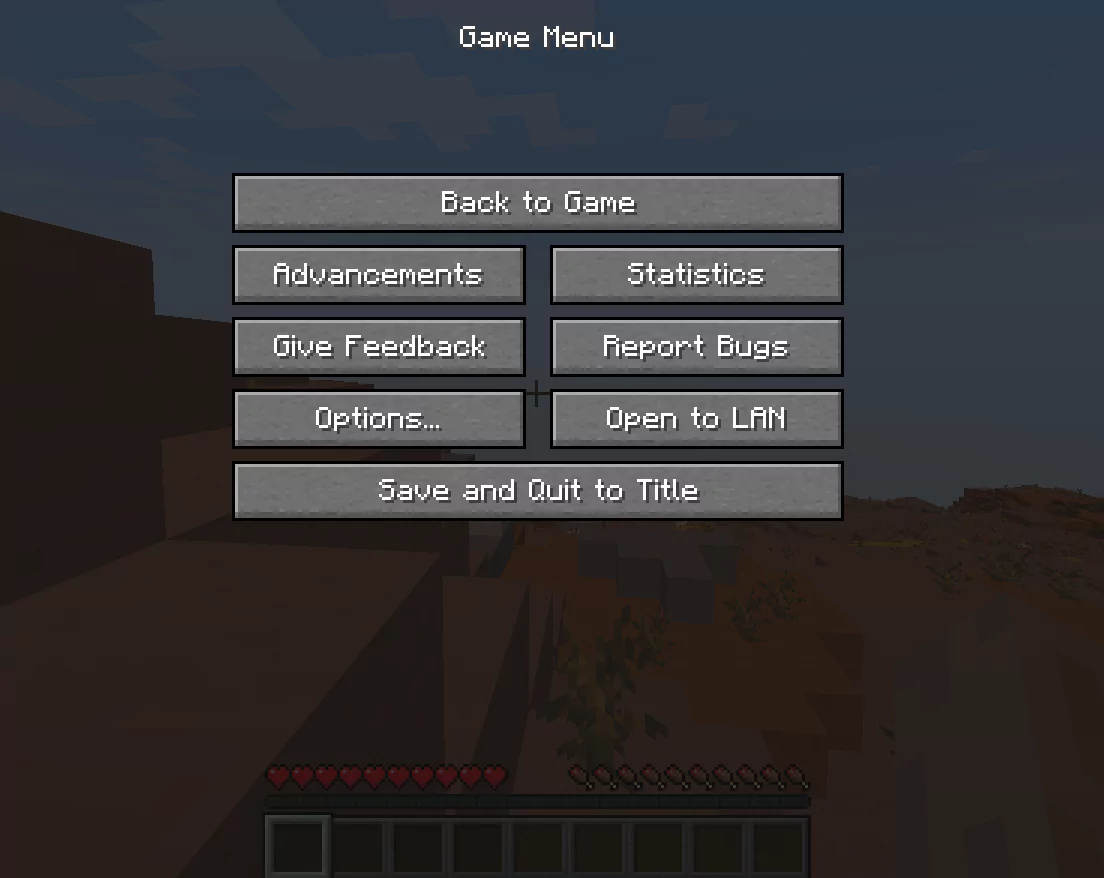 Game Menu
Back to Game
Advancements
Statistics
Give Feedback
Report Bugs
Options...
Open to LAN
Save and Quit to Title